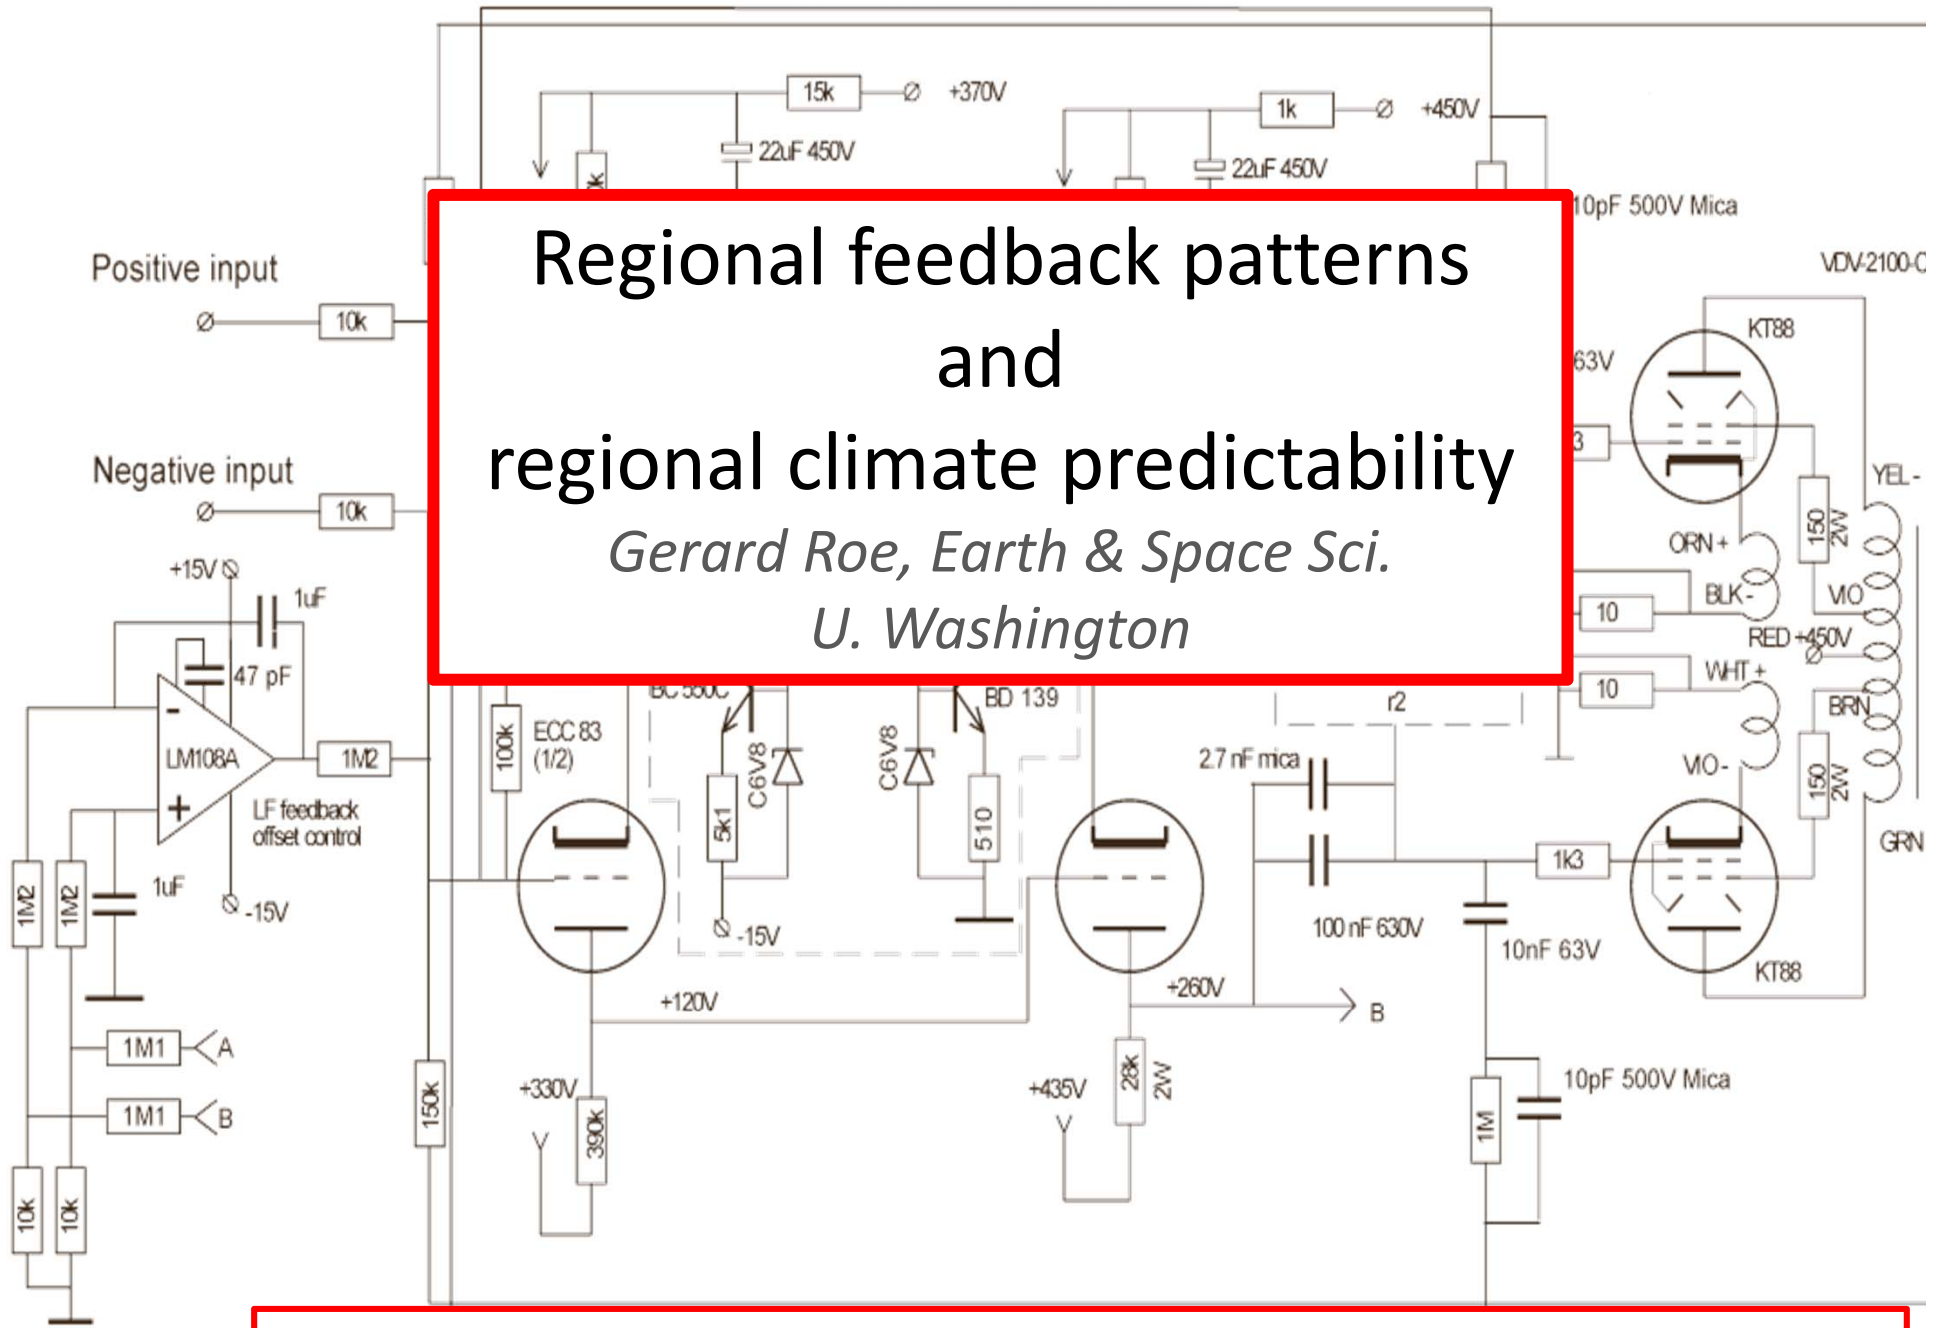 15k
+370V
1k
+450V
22uF 450V
22uF 450V
10pF 500V Mica
Regional feedback patterns
and
regional climate predictability
Gerard Roe, Earth & Space Sci.
U. Washington
Positive input
10k
Negative input
10k
VDV-2100-C
KT88
63V
3
YEL -
150
2W
ORN +
BLK -
VIO
10
RED +450V
WHT +
10
BRN
VIO-
150
2W
GRN
+15V
1uF
47 pF
-
LM108A
+
1M2
LF feedback
offset control
1uF
-15V
1M2
1M2
100k
ECC 83
(1/2)
BC 550C
BD 139
C6V8
C6V8
5k1
510
-15V
r2
2.7 nF mica
100 nF 630V
1k3
10nF 63V
KT88
+120V
+260V
B
1M1
A
1M1
B
150k
+330V
390k
+435V
28k
2W
10pF 500V Mica
1M
10k
10k